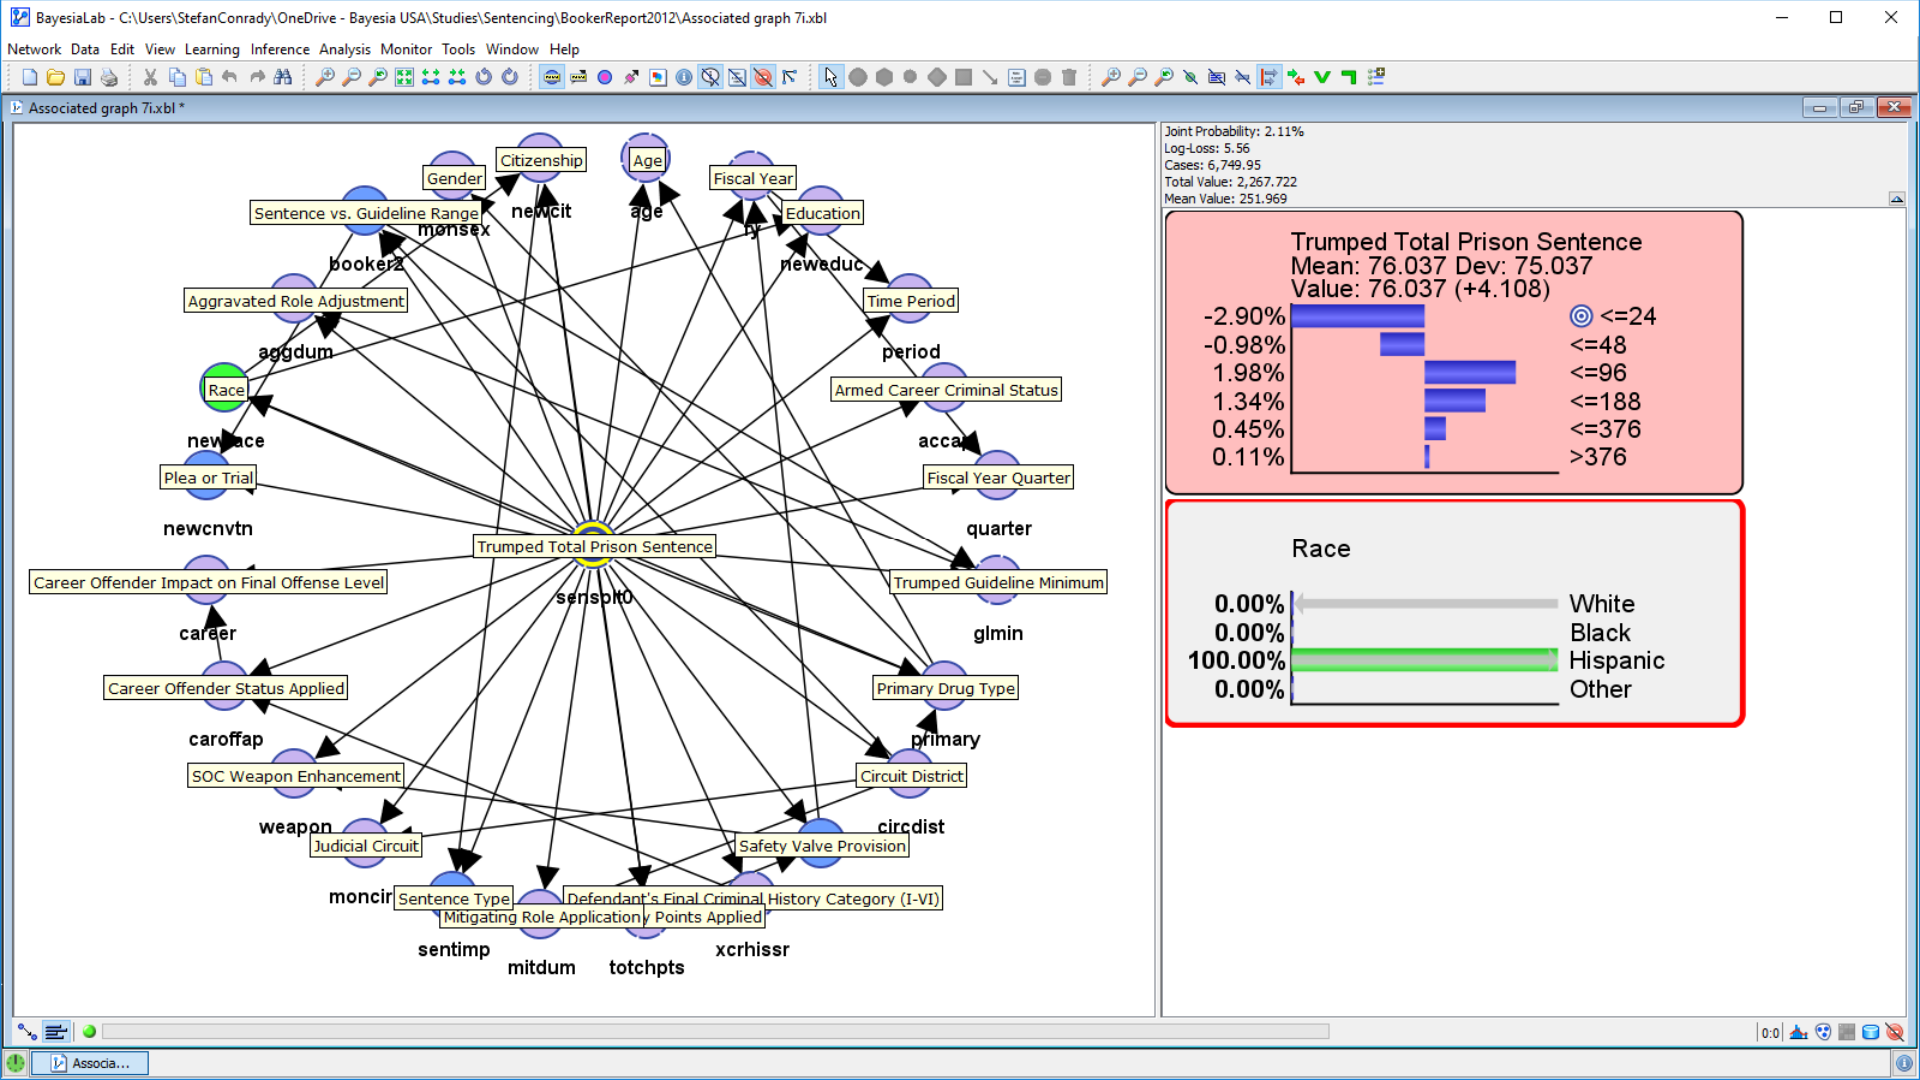 BayesiaLab - C:\Users\StefanConrady\OneDrive - Bayesia USA\Studies\Sentencing\BookerReport2012\Associated graph 7i.xbl
Network Data Edit View Learning Inference Analysis Monitor Tools Window Help
Associated graph 7i.xbl *
Citizenship
Age
Gender
Fiscal Year
Sentence vs. Guideline Range
newcit
age
Education
monsex
fy
booker2
neweduc
Aggravated Role Adjustment
Time Period
aggdum
period
Race
Armed Career Criminal Status
newrace
accap
Plea or Trial
Fiscal Year Quarter
newcnvtn
quarter
Trumped Total Prison Sentence
Career Offender Impact on Final Offense Level
Trumped Guideline Minimum
sensplt0
career
glmin
Career Offender Status Applied
Primary Drug Type
caroffap
primary
SOC Weapon Enhancement
Circuit District
weapon
circdist
Judicial Circuit
Safety Valve Provision
moncir
Sentence Type
Defendant's Final Criminal History Category (I-VI)
Mitigating Role Application
y Points Applied
sentimp
mitdum
totchpts
xcrhissr
Joint Probability: 2.11%
Log-Loss: 5.56
Cases: 6,749.95
Total Value: 2,267.722
Mean Value: 251.969
Trumped Total Prison Sentence
Mean: 76.037 Dev: 75.037
Value: 76.037 (+4.108)
-2.90% <=24
-0.98% <=48
1.98% <=96
1.34% <=188
0.45% <=376
0.11% >376
Race
0.00% White
0.00% Black
100.00% Hispanic
0.00% Other
0:0
Associa...